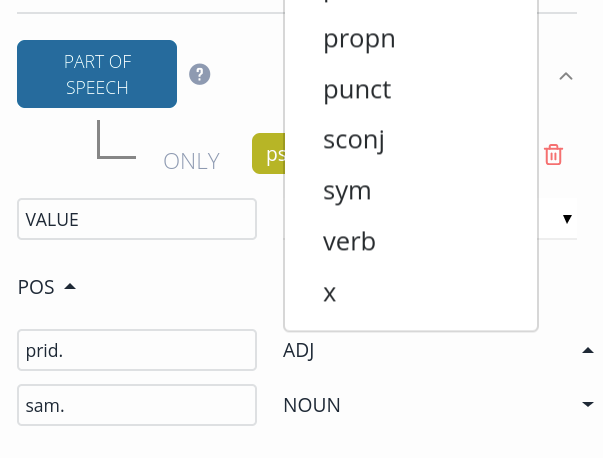 propn
PART OF
SPEECH
?
punct
sconj
ONLY
ps
sym
VALUE
verb
POS
x
prid.
ADJ
sam.
NOUN